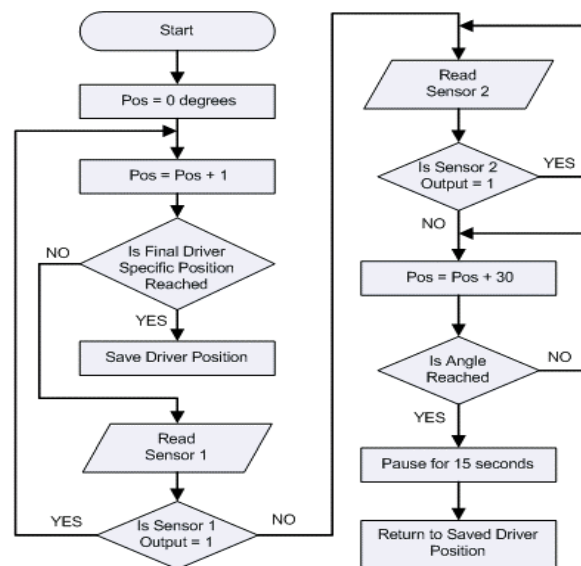 Start
Pos = 0 degrees
Pos = Pos + 1
NO
Is Final Driver
Specific Position
Reached
YES
Save Driver Position
Read
Sensor 1
YES
Is Sensor 1
Output = 1
NO
Read
Sensor 2
Is Sensor 2
Output = 1
YES
NO
Pos = Pos + 30
Is Angle
Reached
NO
YES
Pause for 15 seconds
Return to Saved Driver
Position